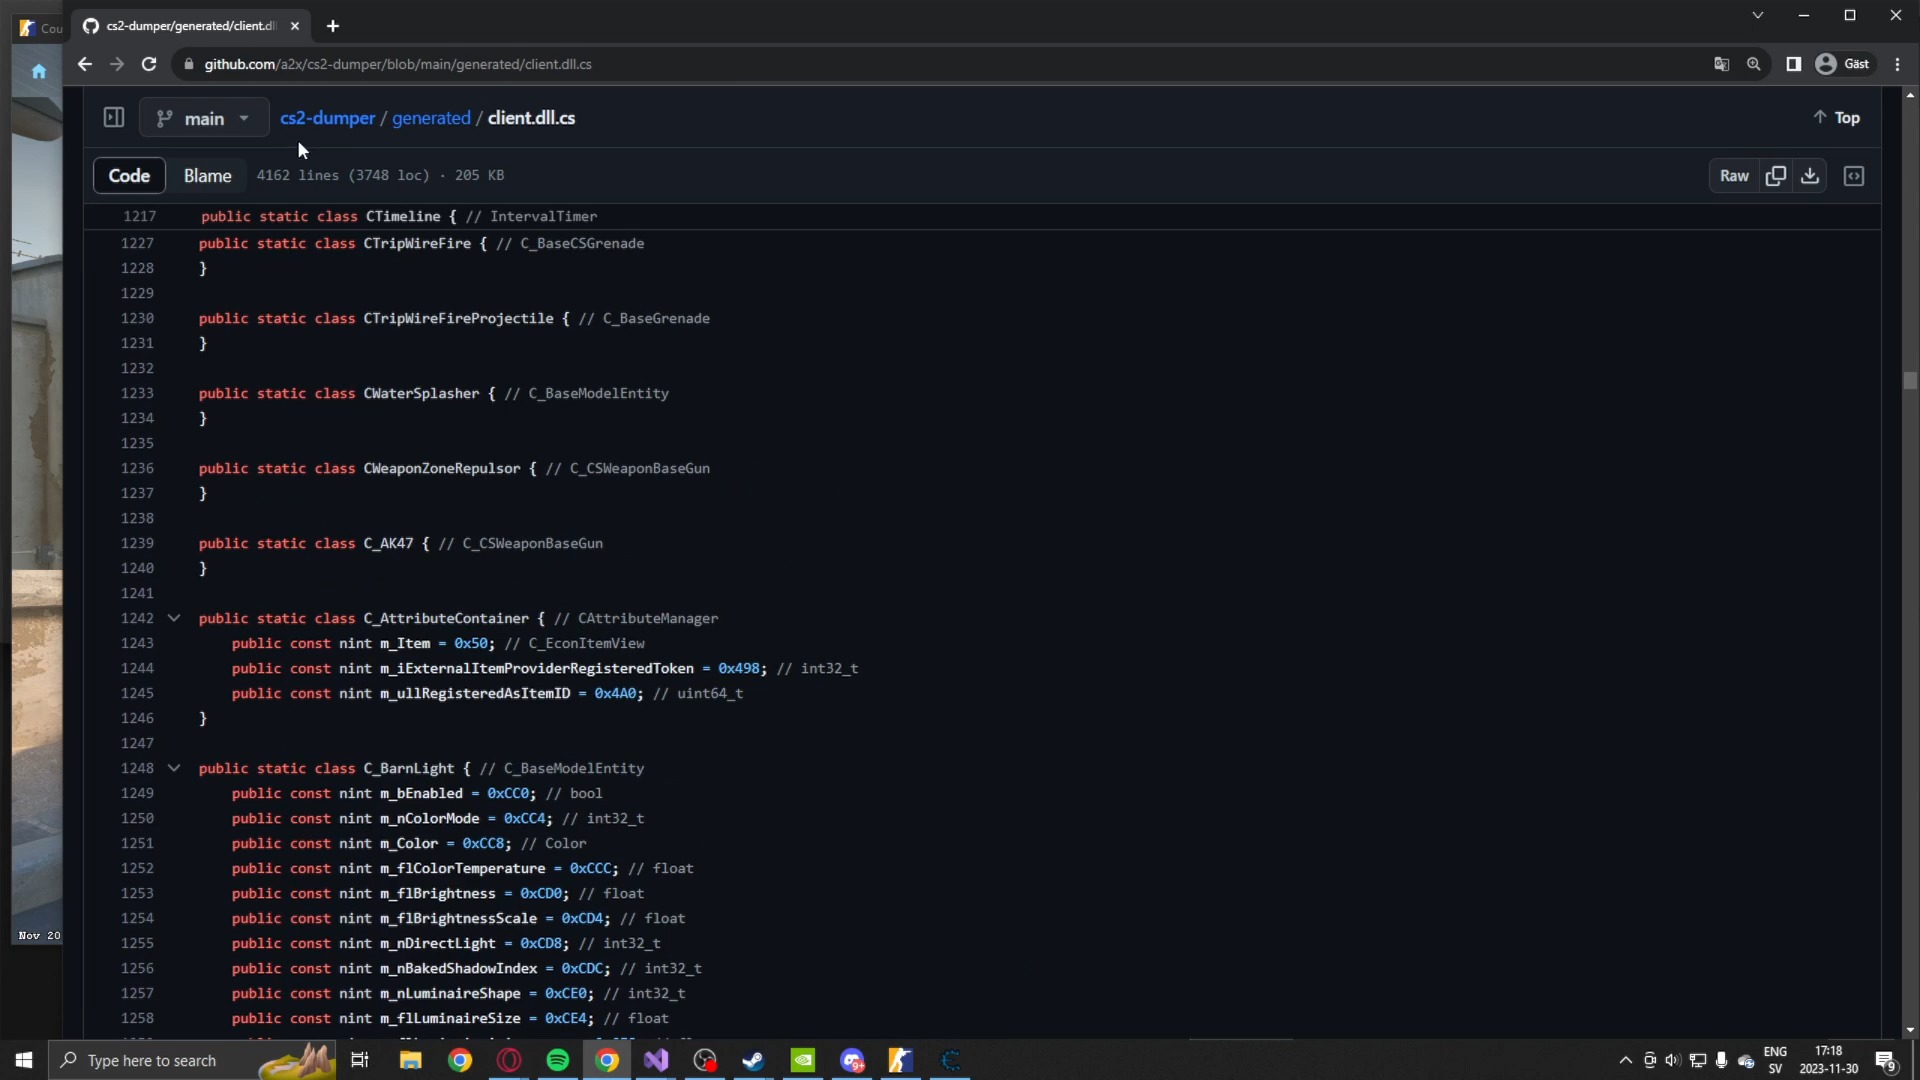 Cou
cs2-dumper/generated/client.dl
github.com/a2x/cs2-dumper/blob/main/generated/client.dll.cs
Gäst
main
cs2-dumper / generated / client.dll.cs
Top
Code
Blame
4162 lines (3748 loc) · 205 KB
Raw
1217 public static class CTimeline { // IntervalTimer
1227 public static class CTripWireFire { // C_BaseCSGrenade
1228 }
1229
1230 public static class CTripWireFireProjectile { // C_BaseGrenade
1231 }
1232
1233 public static class CWaterSplasher { // C_BaseModelEntity
1234 }
1235
1236 public static class CWeaponZoneRepulsor { // C_CSWeaponBaseGun
1237 }
1238
1239 public static class C_AK47 { // C_CSWeaponBaseGun
1240 }
1241
1242 public static class C_AttributeContainer { // CAttributeManager
1243 public const nint m_Item = 0x50; // C_EconItemView
1244 public const nint m_iExternalItemProviderRegisteredToken = 0x498; // int32_t
1245 public const nint m_ullRegisteredAsItemID = 0x4A0; // uint64_t
1246 }
1247
1248 public static class C_BarnLight { // C_BaseModelEntity
1249 public const nint m_bEnabled = 0xCC0; // bool
1250 public const nint m_nColorMode = 0xCC4; // int32_t
1251 public const nint m_Color = 0xCC8; // Color
1252 public const nint m_flColorTemperature = 0xCCC; // float
1253 public const nint m_flBrightness = 0xCD0; // float
1254 public const nint m_flBrightnessScale = 0xCD4; // float
1255 public const nint m_nDirectLight = 0xCD8; // int32_t
1256 public const nint m_nBakedShadowIndex = 0xCDC; // int32_t
1257 public const nint m_nLuminaireShape = 0xCE0; // int32_t
1258 public const nint m_flLuminaireSize = 0xCE4; // float
Nov 20
Type here to search
9+
ENG
SV
17:18
2023-11-30
9